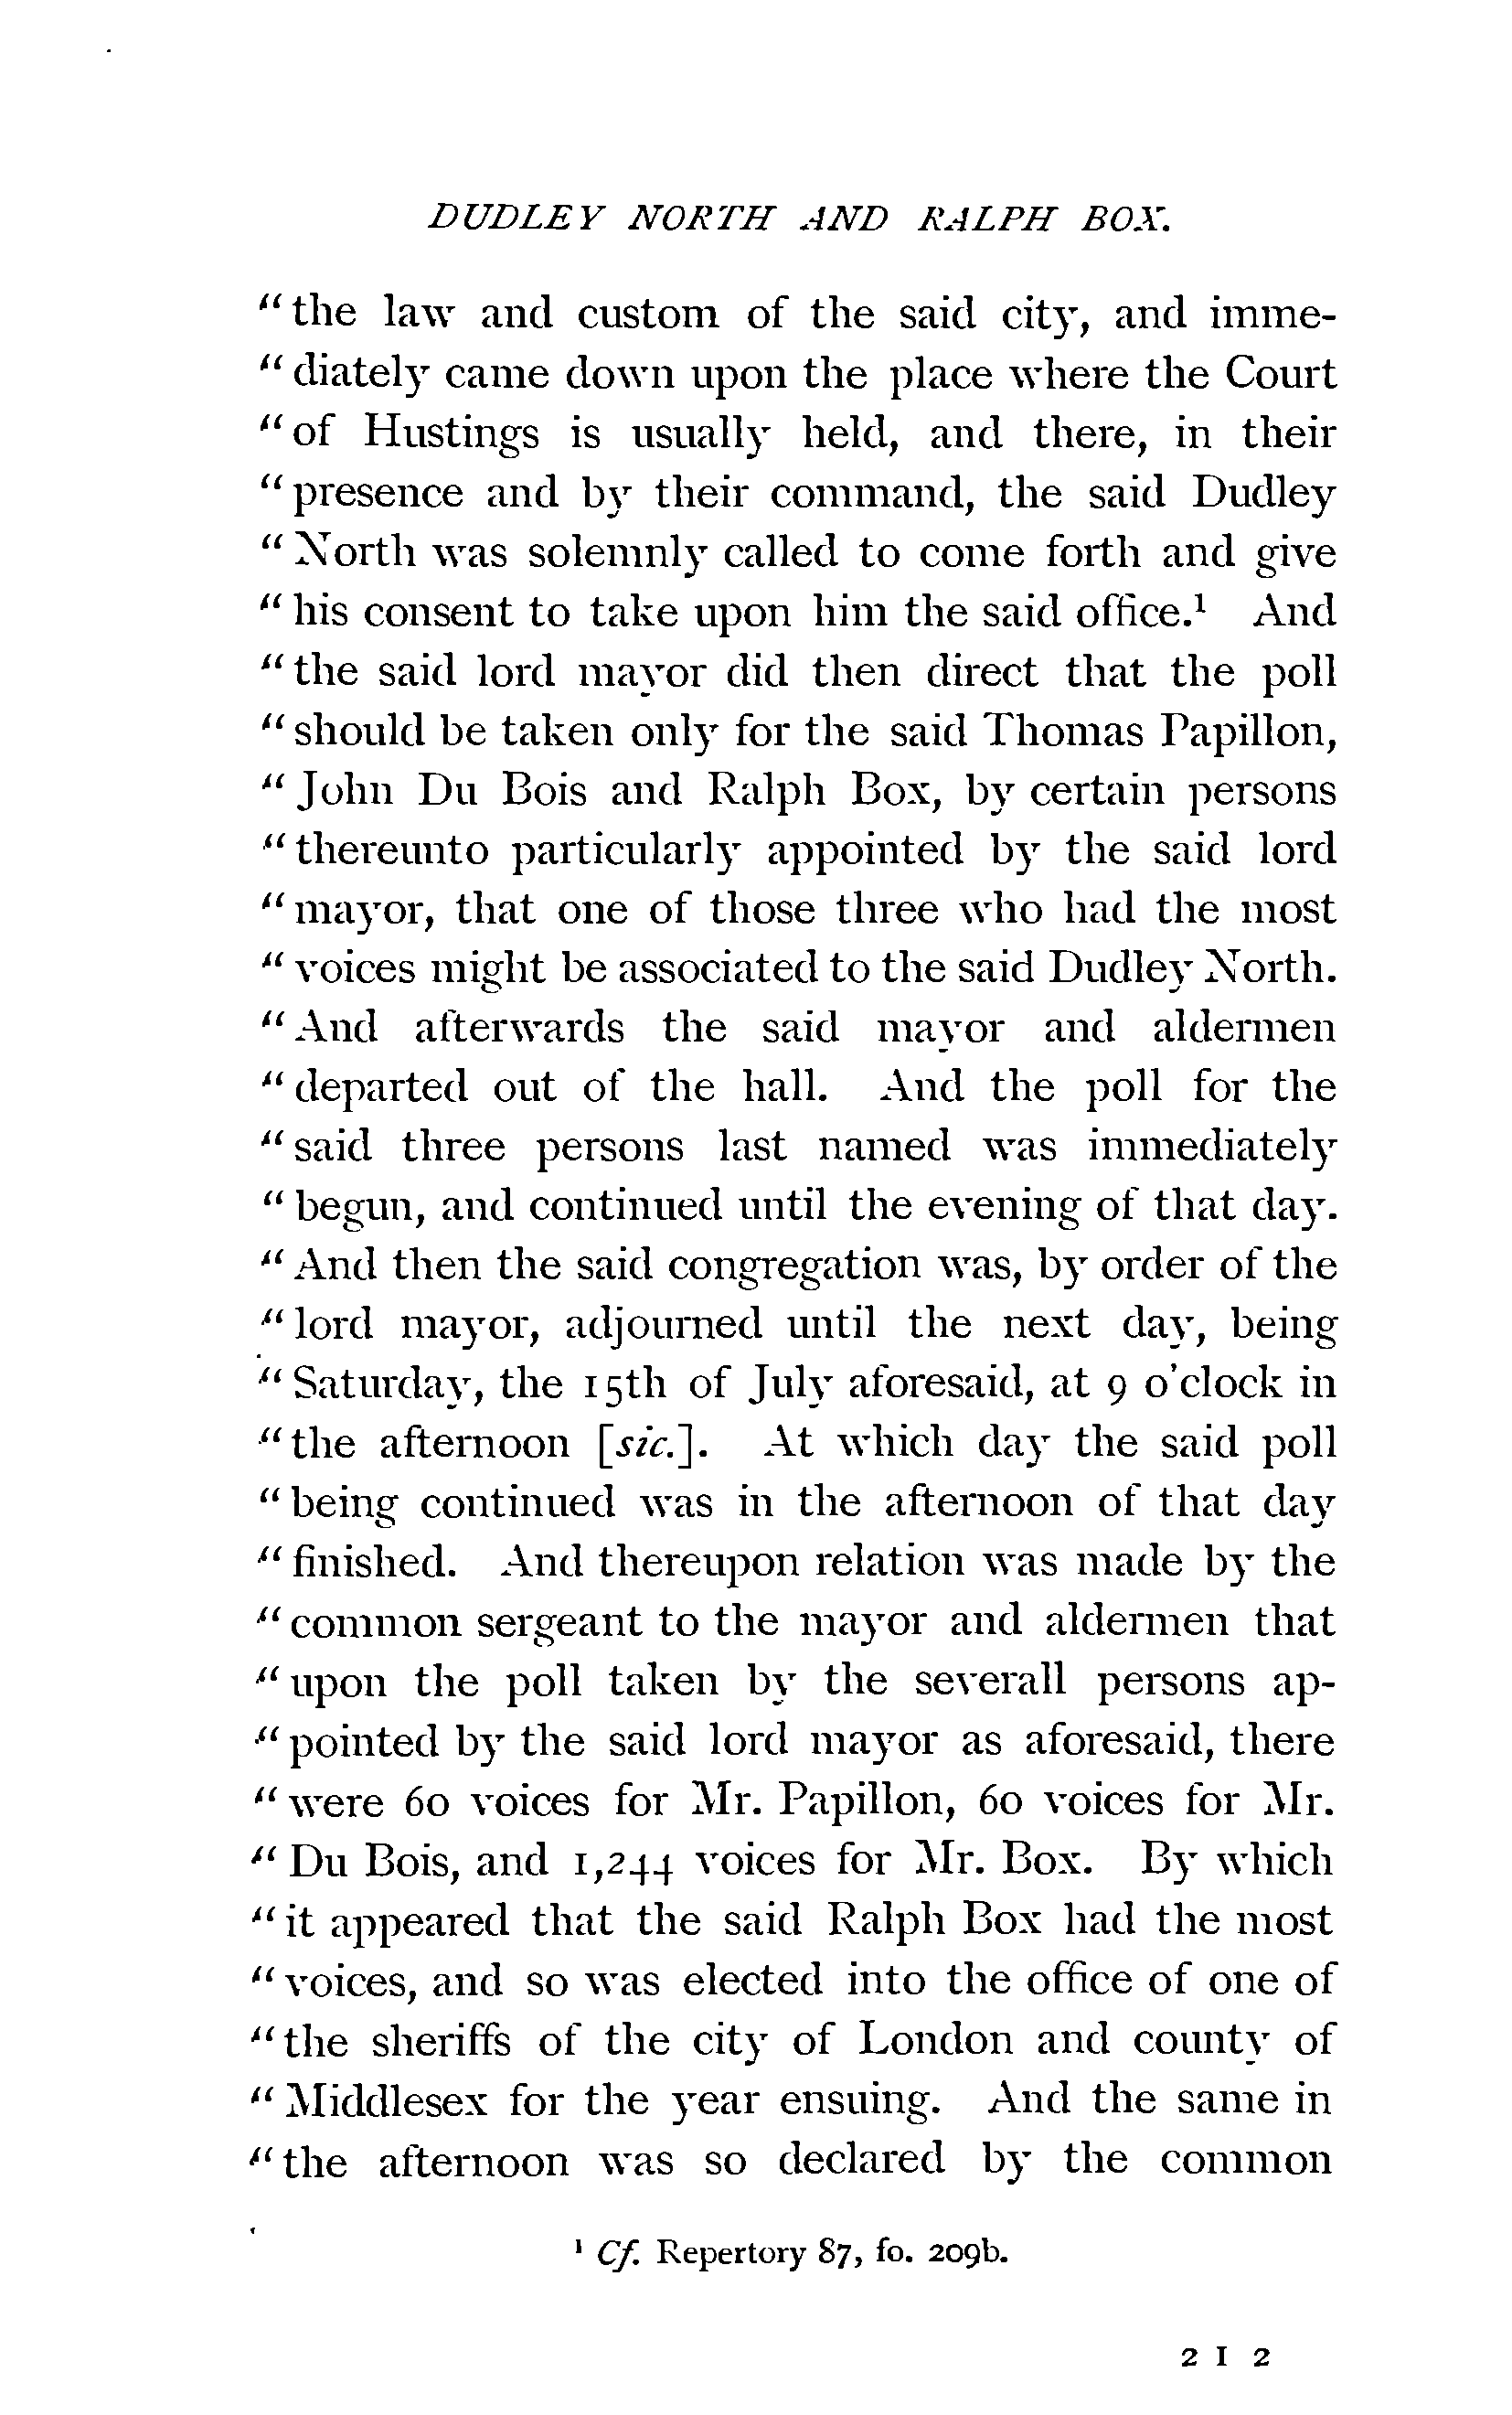 DUDLEY NORTH AND RALPH BOX.
“the law and custom of the said city, and imme-
“diately came down upon the place where the Court
“of Hustings is usually held, and there, in their
“presence and by their command, the said Dudley
“North was solemnly called to come forth and give
“his consent to take upon him the said office.¹ And
“the said lord mayor did then direct that the poll
“should be taken only for the said Thomas Papillon,
“John Du Bois and Ralph Box, by certain persons
“thereunto particularly appointed by the said lord
“mayor, that one of those three who had the most
“voices might be associated to the said Dudley North.
“And afterwards the said mayor and aldermen
“departed out of the hall. And the poll for the
“said three persons last named was immediately
“begun, and continued until the evening of that day.
“And then the said congregation was, by order of the
“lord mayor, adjourned until the next day, being
“Saturday, the 15th of July aforesaid, at 9 o'clock in
“the afternoon [sic.]. At which day the said poll
“being continued was in the afternoon of that day
“finished. And thereupon relation was made by the
“common sergeant to the mayor and aldermen that
“upon the poll taken by the severall persons ap-
“pointed by the said lord mayor as aforesaid, there
“were 60 voices for Mr. Papillon, 60 voices for Mr.
“Du Bois, and 1,244 voices for Mr. Box. By which
“it appeared that the said Ralph Box had the most
“voices, and so was elected into the office of one of
“the sheriffs of the city of London and county of
“Middlesex for the year ensuing. And the same in
“the afternoon was so declared by the common
¹ Cf. Repertory 87, fo. 209b.
2 I 2